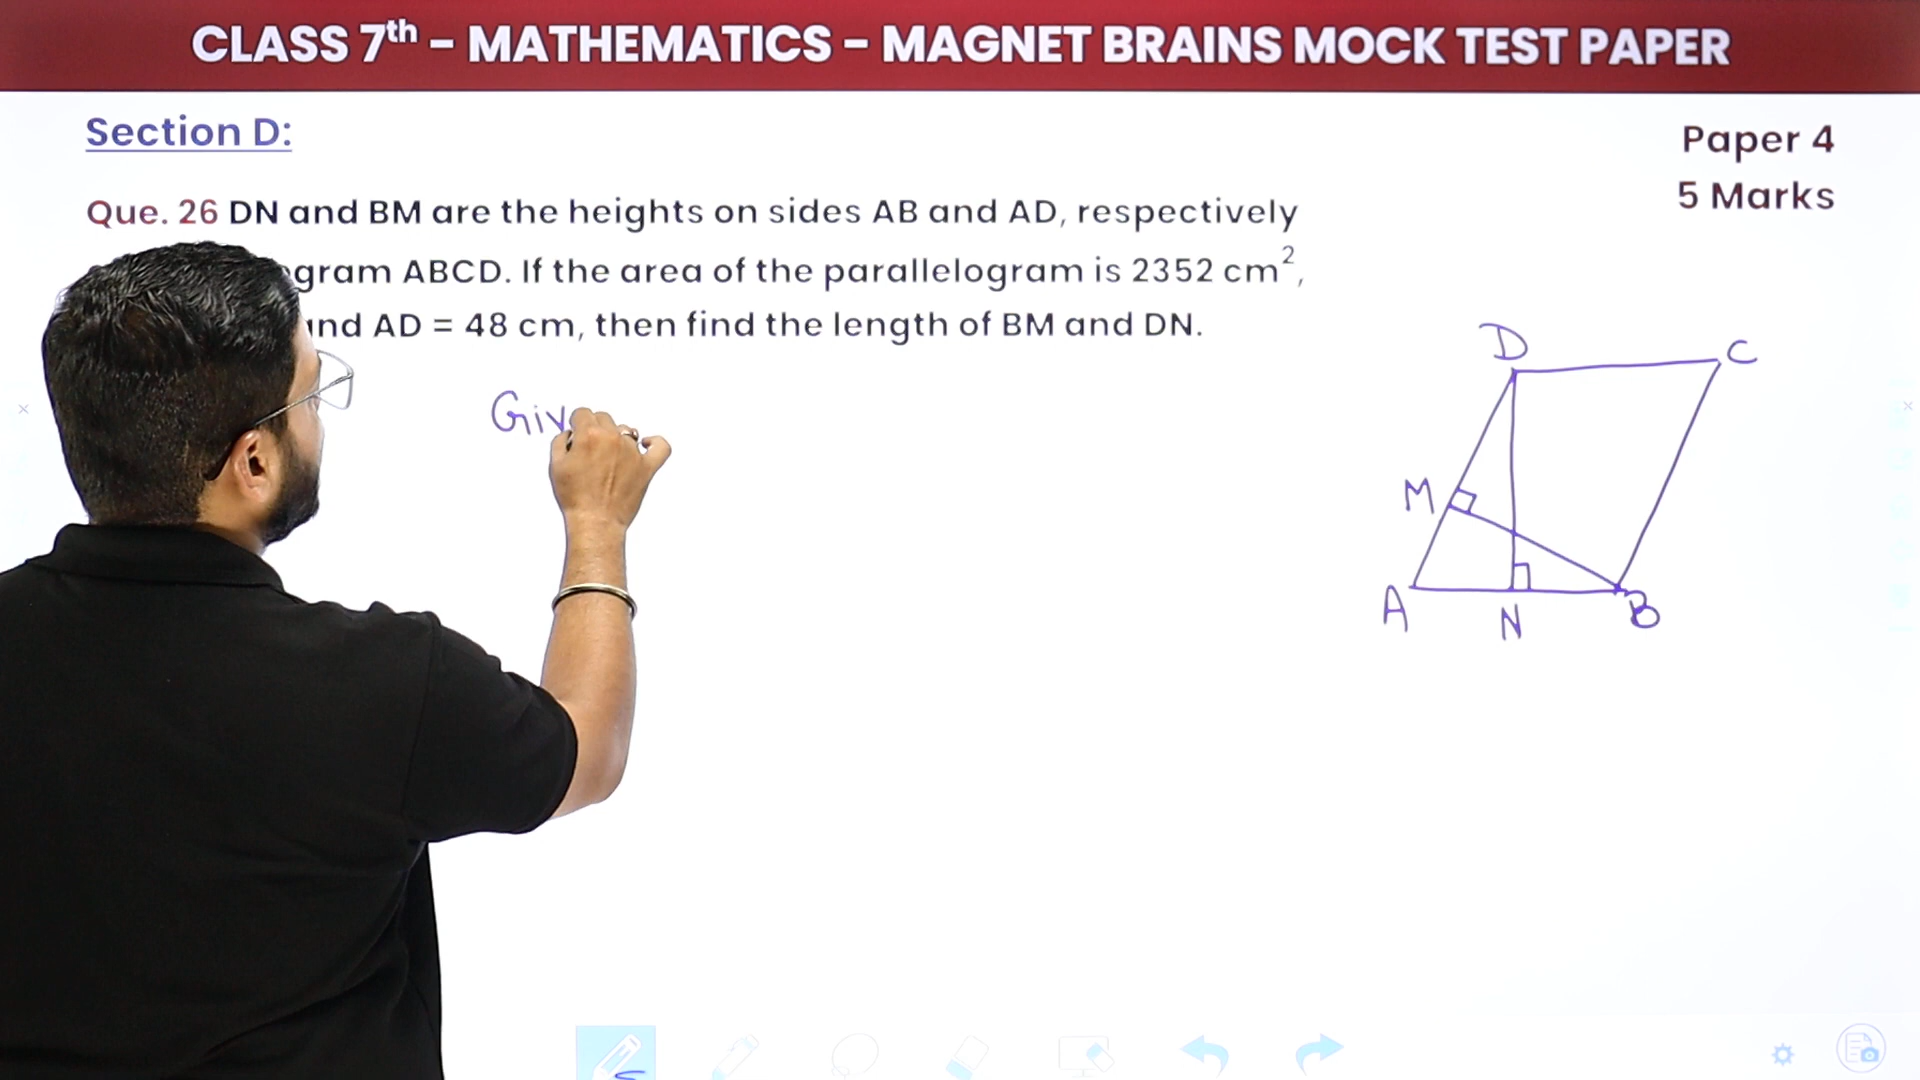 CLASS 7th – MATHEMATICS – MAGNET BRAINS MOCK TEST PAPER
Section D:
Paper 4
5 Marks
Que. 26 DN and BM are the heights on sides AB and AD, respectively
gram ABCD. If the area of the parallelogram is 2352 cm²,
and AD = 48 cm, then find the length of BM and DN.
Giv
D
C
M
A
N
B